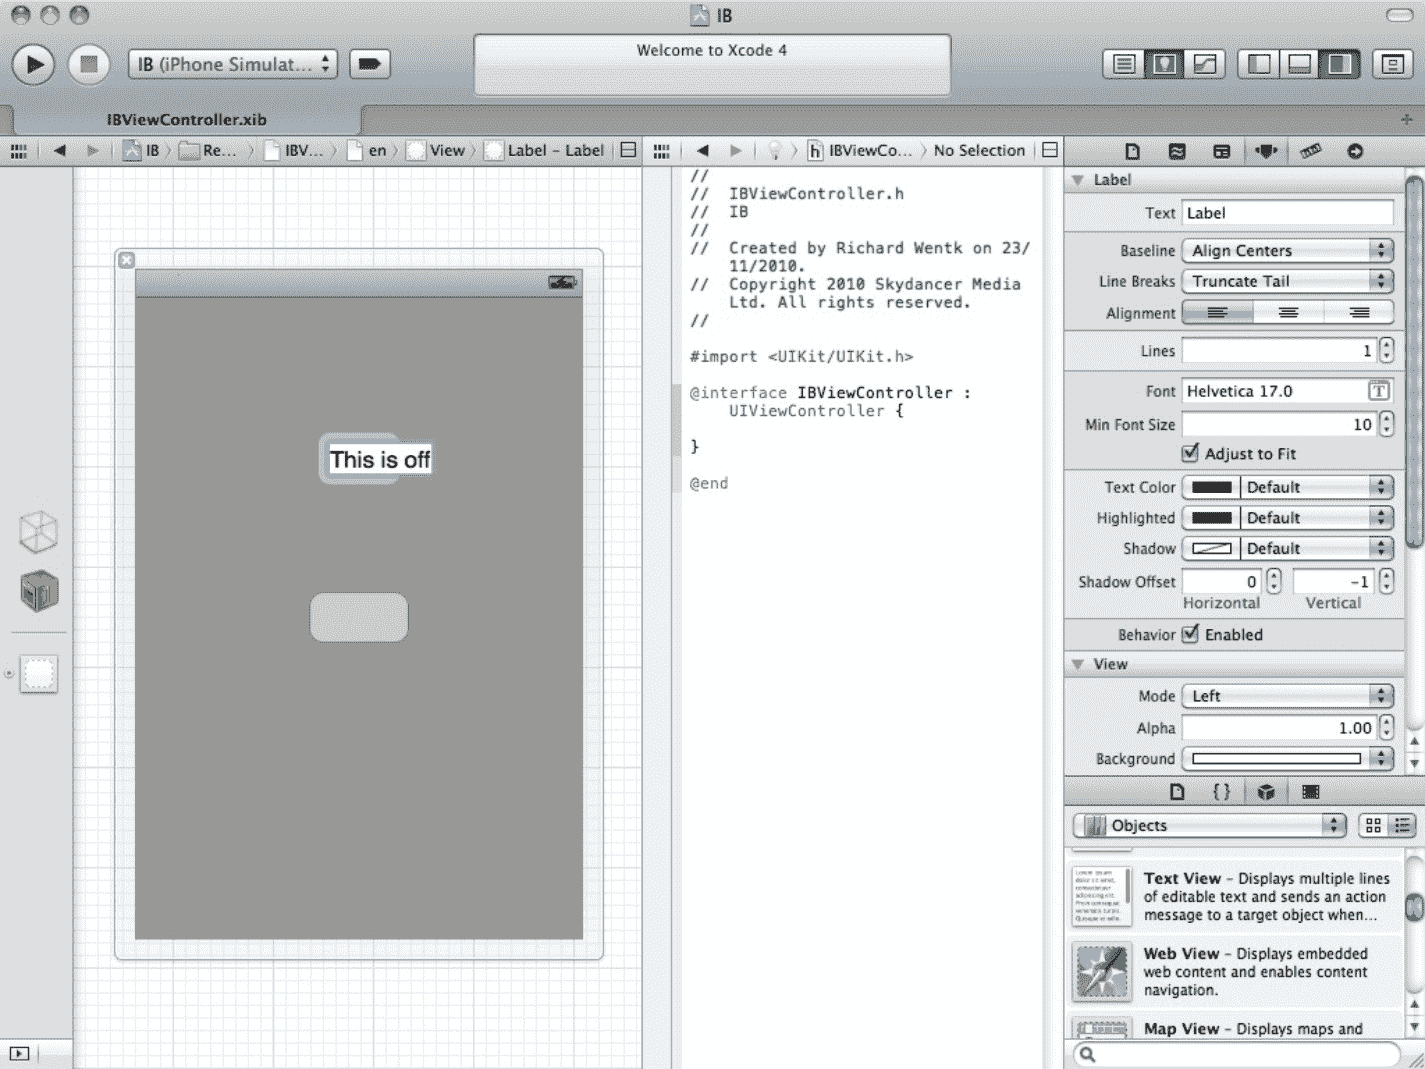 IB
IB (iPhone Simulat...
Welcome to Xcode 4
IBViewController.xib
IB
Re...
IBV...
en
View
Label – Label
h
IBViewCo...
No Selection
//
// IBViewController.h
// IB
//
// Created by Richard Wentk on 23/
11/2010.
// Copyright 2010 Skydancer Media
Ltd. All rights reserved.
//
#import <UIKit/UIKit.h>
@interface IBViewController :
UIViewController {
}
@end
This is off
Label
Text Label
Baseline Align Centers
Line Breaks Truncate Tail
Alignment
Lines 1
Font Helvetica 17.0 T
Min Font Size 10
Adjust to Fit
Text Color Default
Highlighted Default
Shadow Default
Shadow Offset 0 -1
Horizontal Vertical
Behavior Enabled
View
Mode Left
Alpha 1.00
Background
{ }
Objects
Text View – Displays multiple lines
of editable text and sends an action
message to a target object when...
Web View – Displays embedded
web content and enables content
navigation.
Map View – Displays maps and